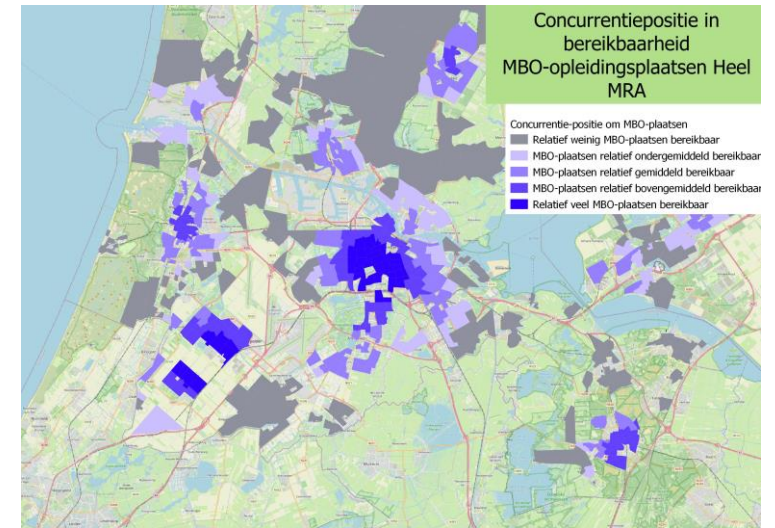 Concurrentiepositie in
bereikbaarheid
MBO-opleidingsplaatsen Heel
MRA
Concurrentie-positie om MBO-plaatsen
Relatief weinig MBO-plaatsen bereikbaar
MBO-plaatsen relatief ondergemiddeld bereikbaar
MBO-plaatsen relatief gemiddeld bereikbaar
MBO-plaatsen relatief bovengemiddeld bereikbaar
Relatief veel MBO-plaatsen bereikbaar